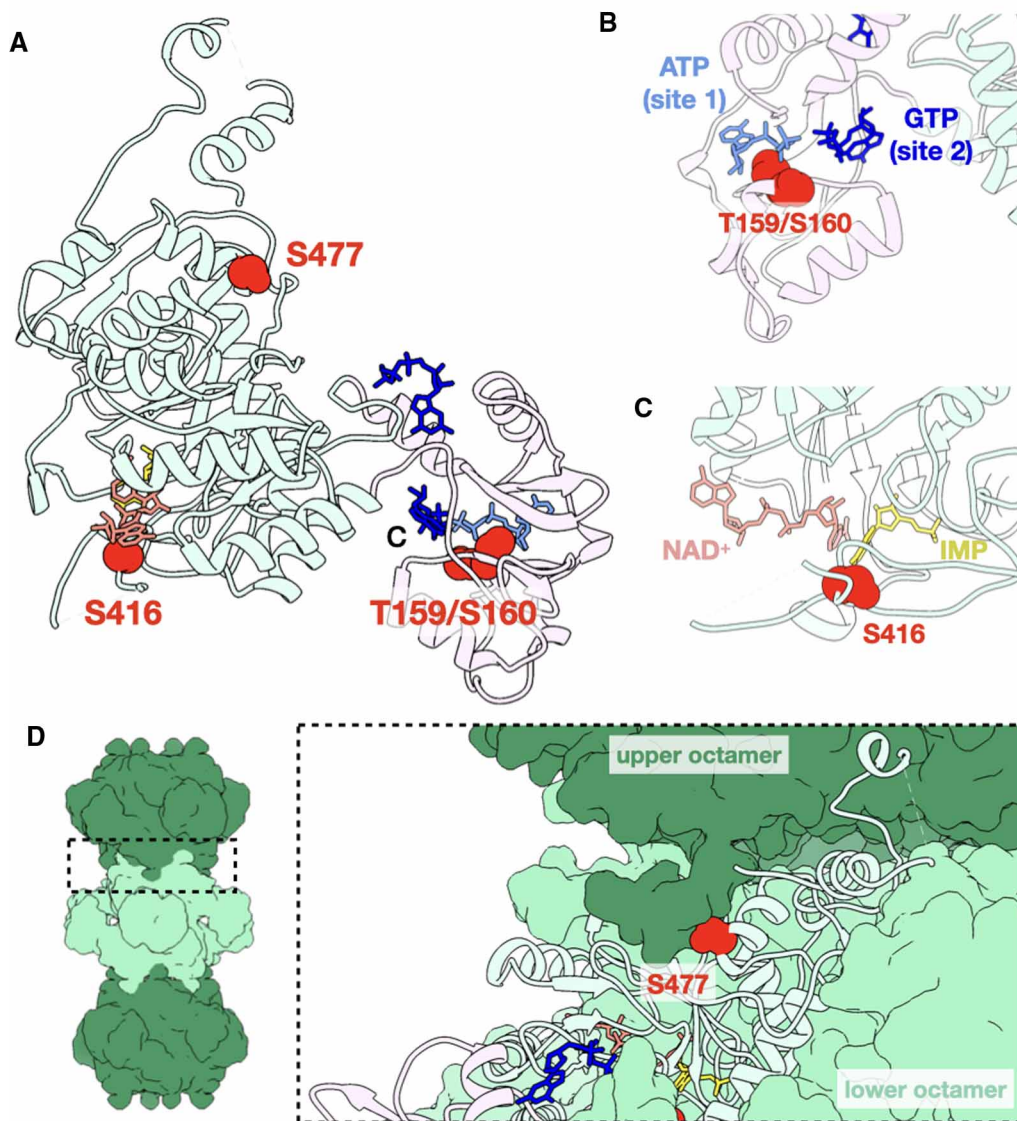 A
S477
C
S416
T159/S160
B
ATP
(site 1)
GTP
(site 2)
T159/S160
C
NAD+
IMP
S416
D
upper octamer
S477
lower octamer